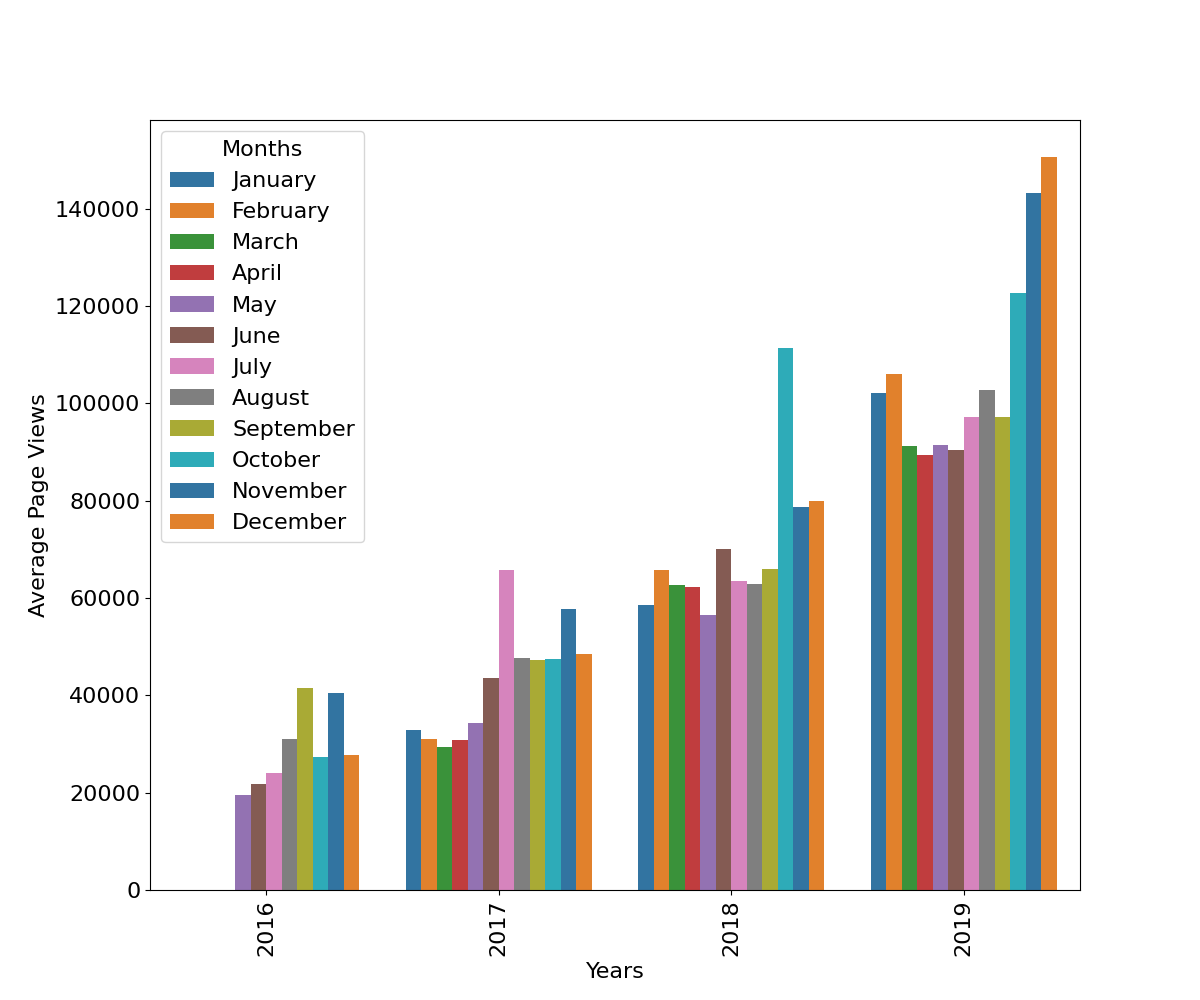 Months
January
February
March
April
May
June
July
August
September
October
November
December
Average Page Views
140000
120000
100000
80000
60000
40000
20000
0
2016
2017
2018
2019
Years